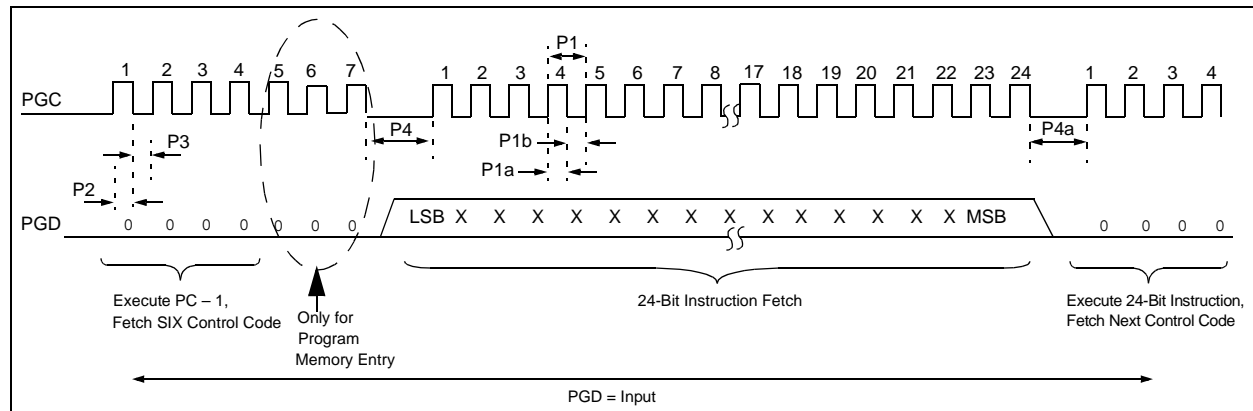 P1
1 2 3 4 5 6 7 1 2 3 4 5 6 7 8 17 18 19 20 21 22 23 24 1 2 3 4
PGC
P4 P4a
P3 P1b
P2 P1a
LSB X X X X X X X X X X X X X X MSB
PGD 0 0 0 0 0 0 0 0 0 0 0
Execute PC – 1,
Fetch SIX Control Code
Only for
Program
Memory Entry
24-Bit Instruction Fetch
Execute 24-Bit Instruction,
Fetch Next Control Code
PGD = Input